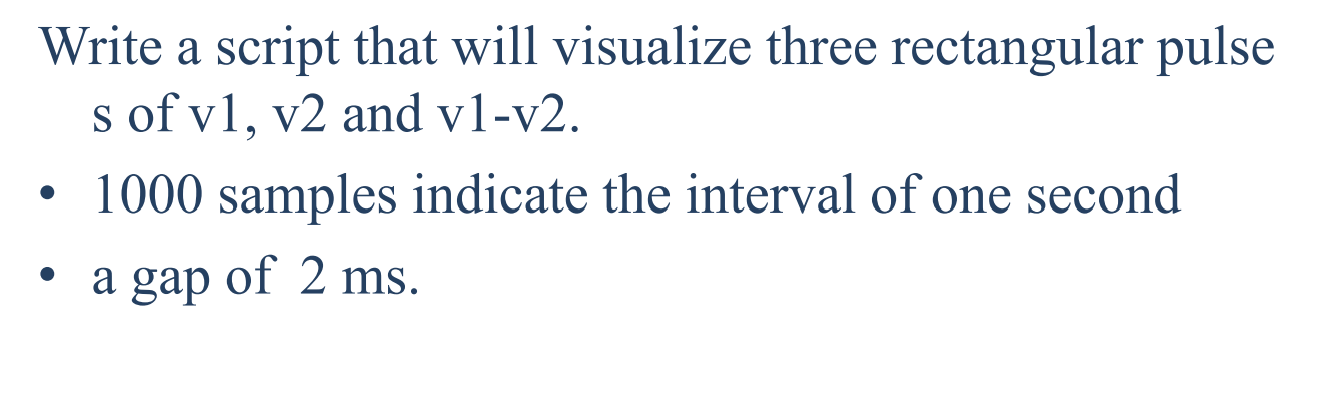 Write a script that will visualize three rectangular pulse
s of v1, v2 and v1-v2.
• 1000 samples indicate the interval of one second
• a gap of 2 ms.